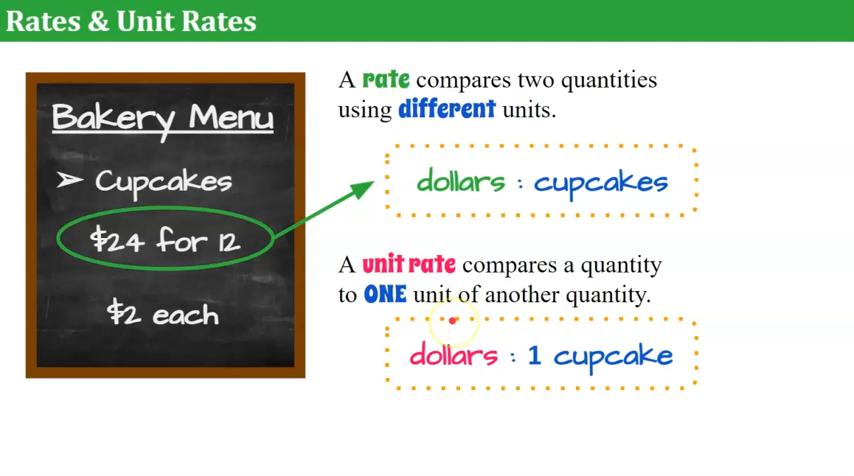 Rates & Unit Rates
Bakery Menu
➢ Cupcakes
$24 for 12
$2 each
A rate compares two quantities
using different units.
dollars : cupcakes
A unit rate compares a quantity
to ONE unit of another quantity.
dollars : 1 cupcake